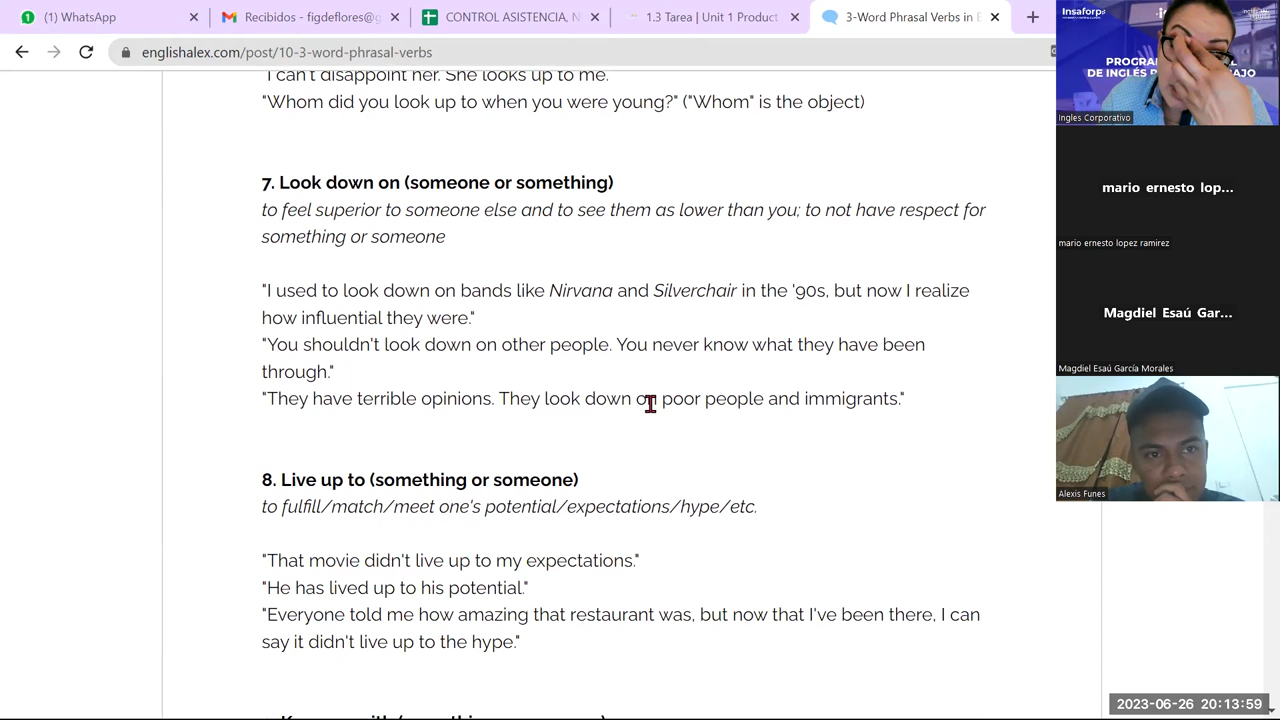 (1) WhatsApp
Recibidos - figdeflores
CONTROL ASE
1.3 Tarea | Unit 1 Product
3-Word Phrasal Verbs in E
englishalex.com/post/10-3-word-phrasal-verbs
"I can't disappoint her. She looks up to me."
"Whom did you look up to when you were young?" ("Whom" is the object)
7. Look down on (someone or something)
to feel superior to someone else and to see them as lower than you; to not have respect for
something or someone
"I used to look down on bands like Nirvana and Silverchair in the '90s, but now I realize
how influential they were."
"You shouldn't look down on other people. You never know what they have been
through."
"They have terrible opinions. They look down on poor people and immigrants."
8. Live up to (something or someone)
to fulfill/match/meet one's potential/expectations/hype/etc.
"That movie didn't live up to my expectations."
"He has lived up to his potential."
"Everyone told me how amazing that restaurant was, but now that I've been there, I can
say it didn't live up to the hype."
Insaforp
DE INGLÉS
Ingles Corporativo
mario ernesto lop...
mario ernesto lopez ramirez
Magdiel Esaú Gar...
Magdiel Esaú García Morales
Alexis Funes
2023-06-26 20:13:59